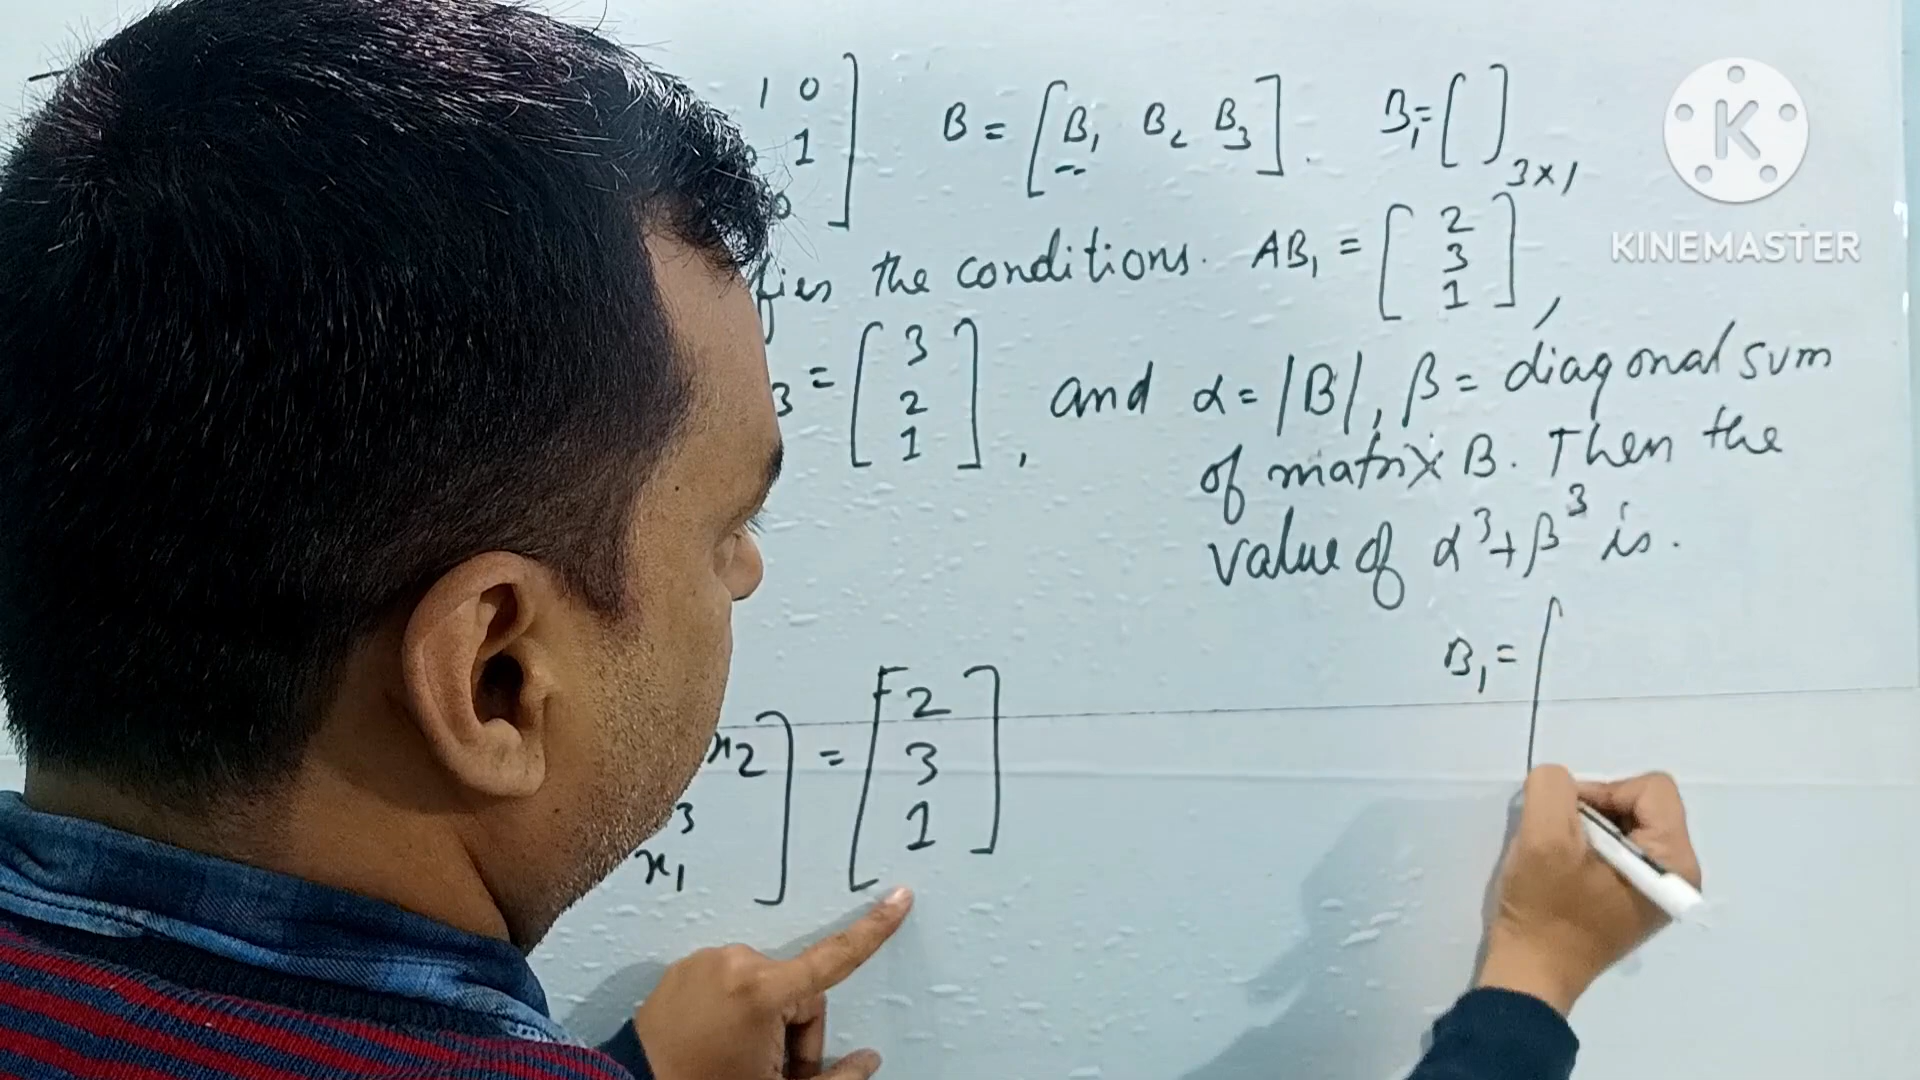 1 0 ] B = [ B₁ B₂ B₃ ] . B₁ = [ ]₃ₓ₁
1
0
K
KINEMASTER
fies the conditions. AB₁ = [ 2 3 1 ] ,
3 = [ 3 2 1 ] , and α = |B|, β = diagonal sum
of matrix B. Then the
value of α³+β³ is.
B₁ = [
x2 ] = [ 2 3 1 ]
3
x₁